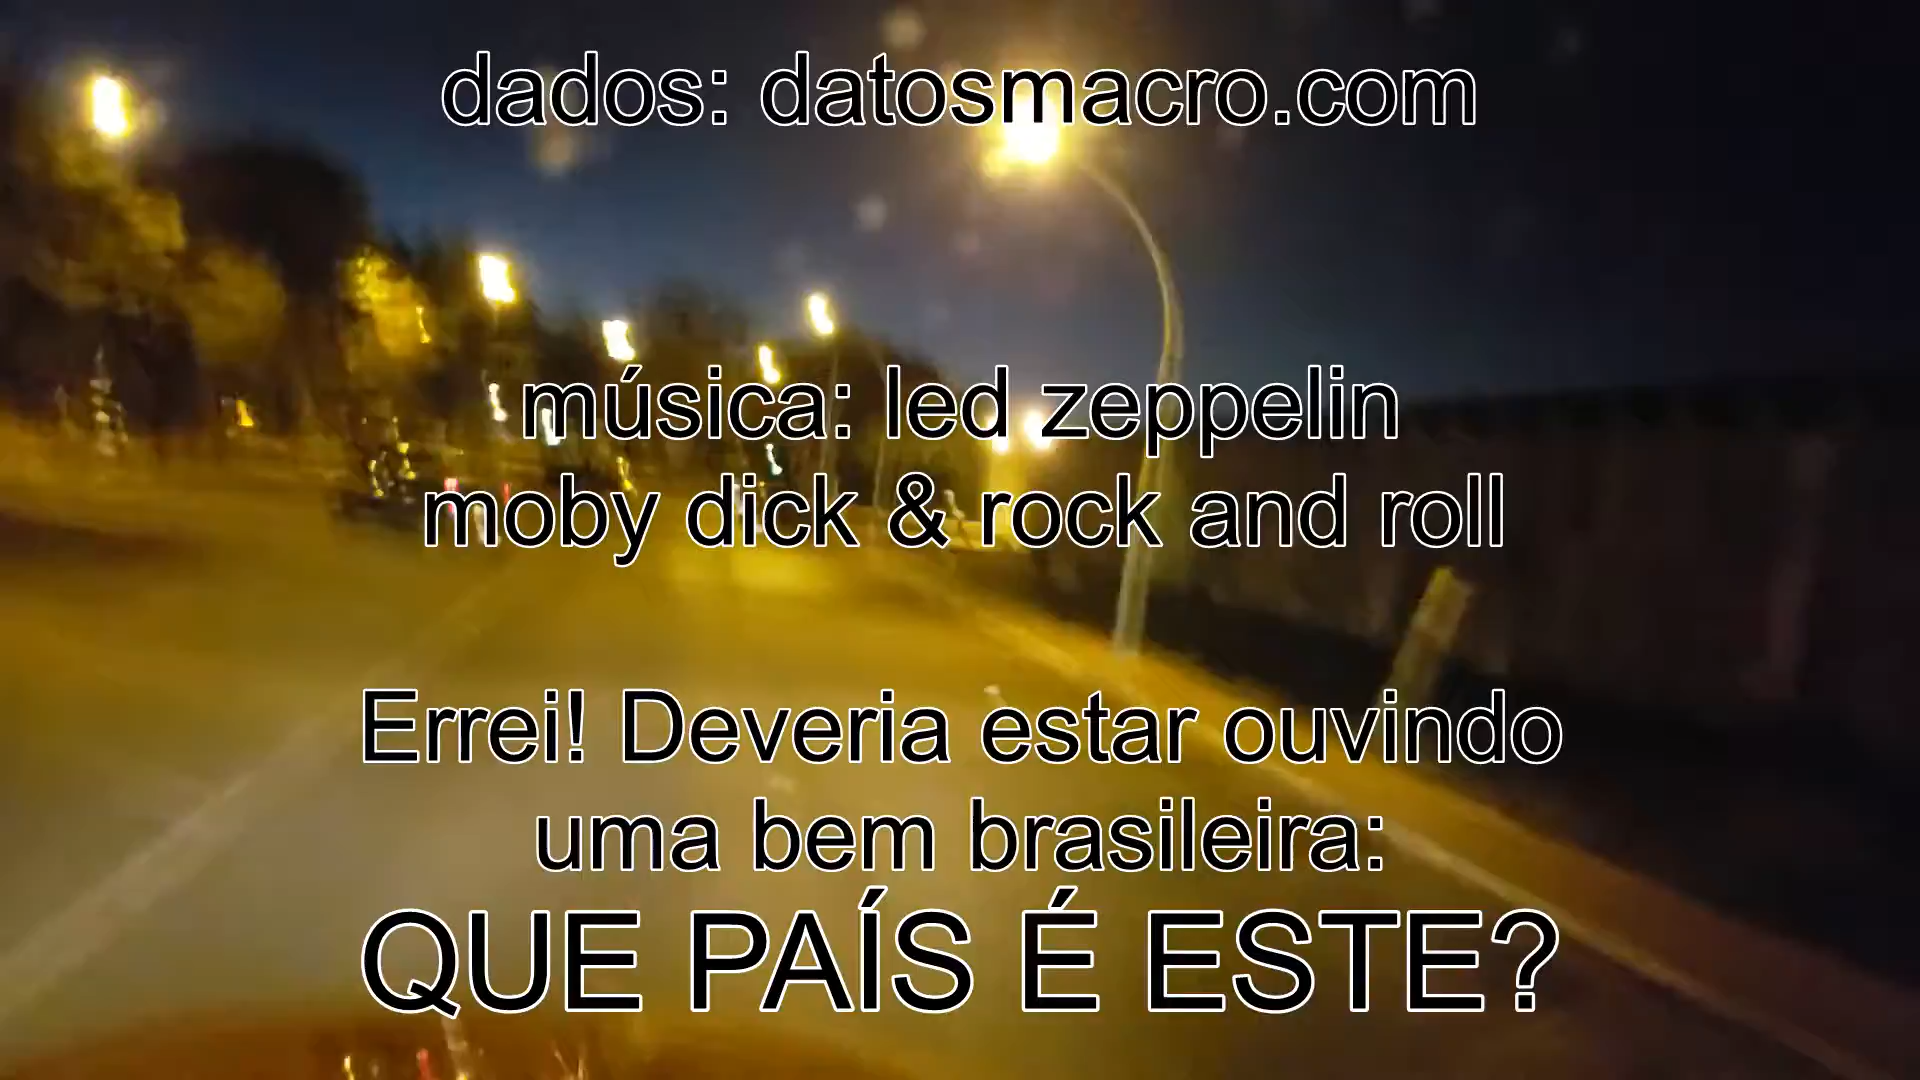 dados: datosmacro.com
música: led zeppelin
moby dick & rock and roll
Errei! Deveria estar ouvindo
uma bem brasileira:
QUE PAÍS É ESTE?